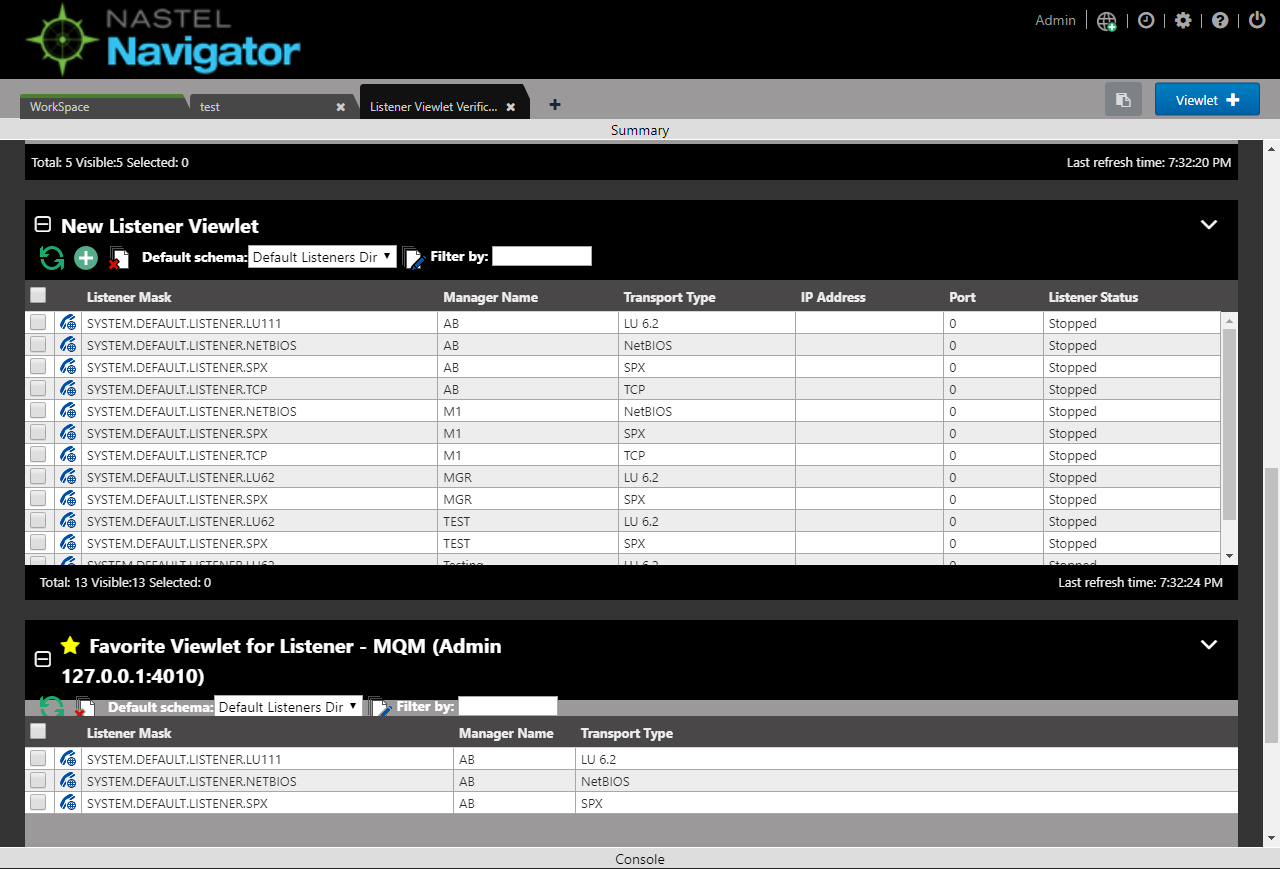 NASTEL
Navigator
Admin
WorkSpace test Listener Viewlet Verific...
Viewlet
Summary
Total: 5 Visible:5 Selected: 0 Last refresh time: 7:32:20 PM
New Listener Viewlet
Default schema: Default Listeners Dir Filter by:
Listener Mask Manager Name Transport Type IP Address Port Listener Status
SYSTEM.DEFAULT.LISTENER.LU111 AB LU 6.2 0 Stopped
SYSTEM.DEFAULT.LISTENER.NETBIOS AB NetBIOS 0 Stopped
SYSTEM.DEFAULT.LISTENER.SPX AB SPX 0 Stopped
SYSTEM.DEFAULT.LISTENER.TCP AB TCP 0 Stopped
SYSTEM.DEFAULT.LISTENER.NETBIOS M1 NetBIOS 0 Stopped
SYSTEM.DEFAULT.LISTENER.SPX M1 SPX 0 Stopped
SYSTEM.DEFAULT.LISTENER.TCP M1 TCP 0 Stopped
SYSTEM.DEFAULT.LISTENER.LU62 MGR LU 6.2 0 Stopped
SYSTEM.DEFAULT.LISTENER.SPX MGR SPX 0 Stopped
SYSTEM.DEFAULT.LISTENER.LU62 TEST LU 6.2 0 Stopped
SYSTEM.DEFAULT.LISTENER.SPX TEST SPX 0 Stopped
SYSTEM.DEFAULT.LISTENER.LU62 Testing LU 6.2 0 Stopped
Total: 13 Visible:13 Selected: 0 Last refresh time: 7:32:24 PM
Favorite Viewlet for Listener - MQM (Admin
127.0.0.1:4010)
Default schema: Default Listeners Dir Filter by:
Listener Mask Manager Name Transport Type
SYSTEM.DEFAULT.LISTENER.LU111 AB LU 6.2
SYSTEM.DEFAULT.LISTENER.NETBIOS AB NetBIOS
SYSTEM.DEFAULT.LISTENER.SPX AB SPX
Console